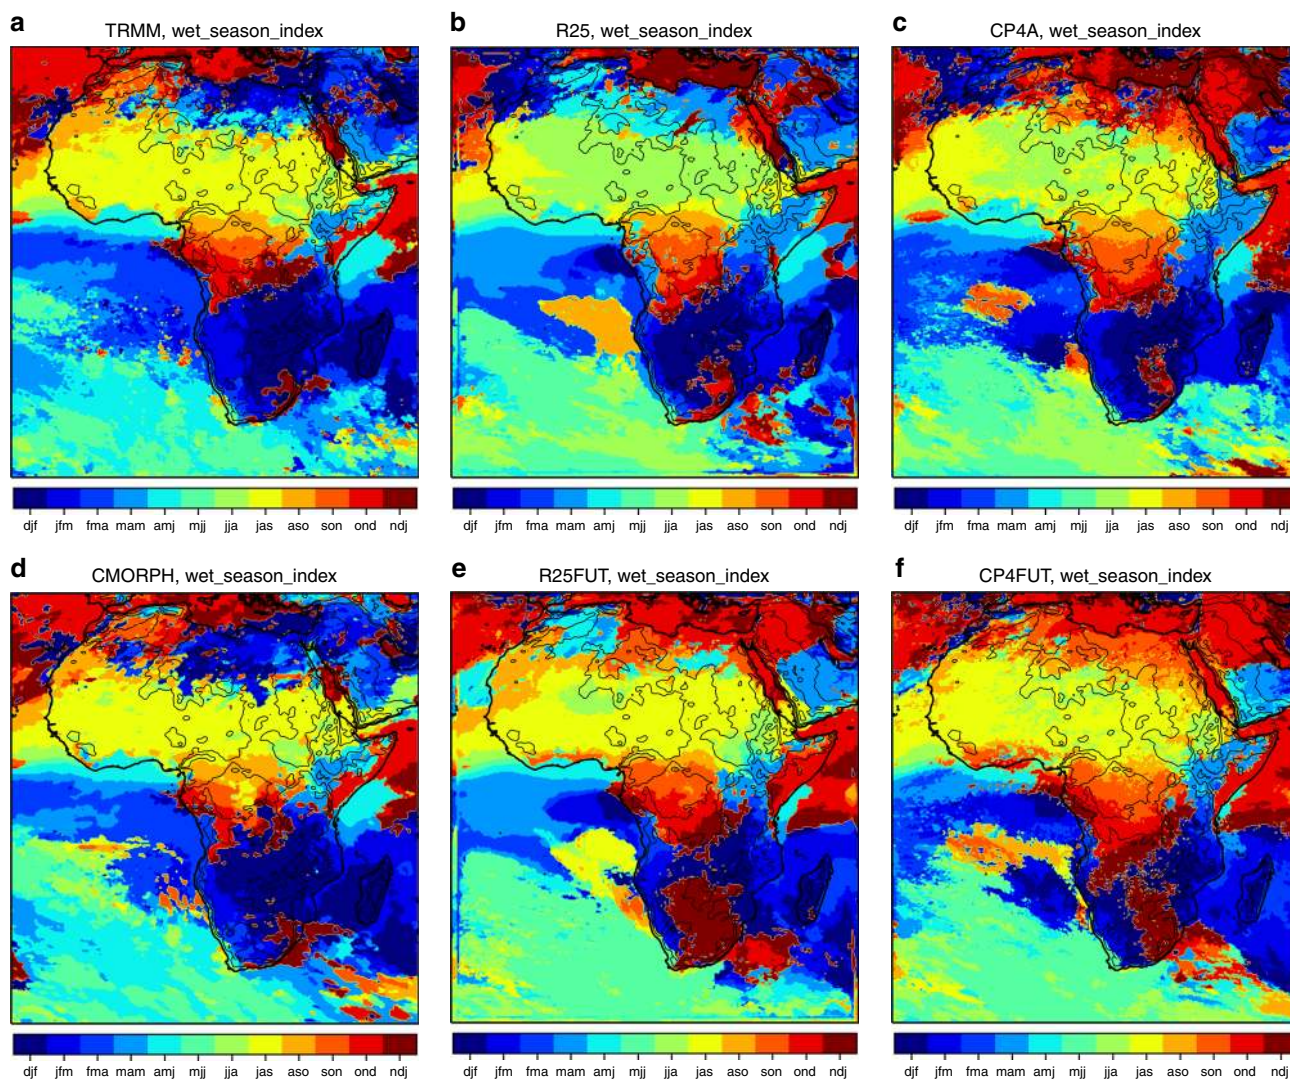 a b c
TRMM, wet_season_index R25, wet_season_index CP4A, wet_season_index
djf jfm fma mam amj mjj jja jas aso son ond ndj djf jfm fma mam amj mjj jja jas aso son ond ndj djf jfm fma mam amj mjj jja jas aso son ond ndj
d e f
CMORPH, wet_season_index R25FUT, wet_season_index CP4FUT, wet_season_index
djf jfm fma mam amj mjj jja jas aso son ond ndj djf jfm fma mam amj mjj jja jas aso son ond ndj djf jfm fma mam amj mjj jja jas aso son ond ndj